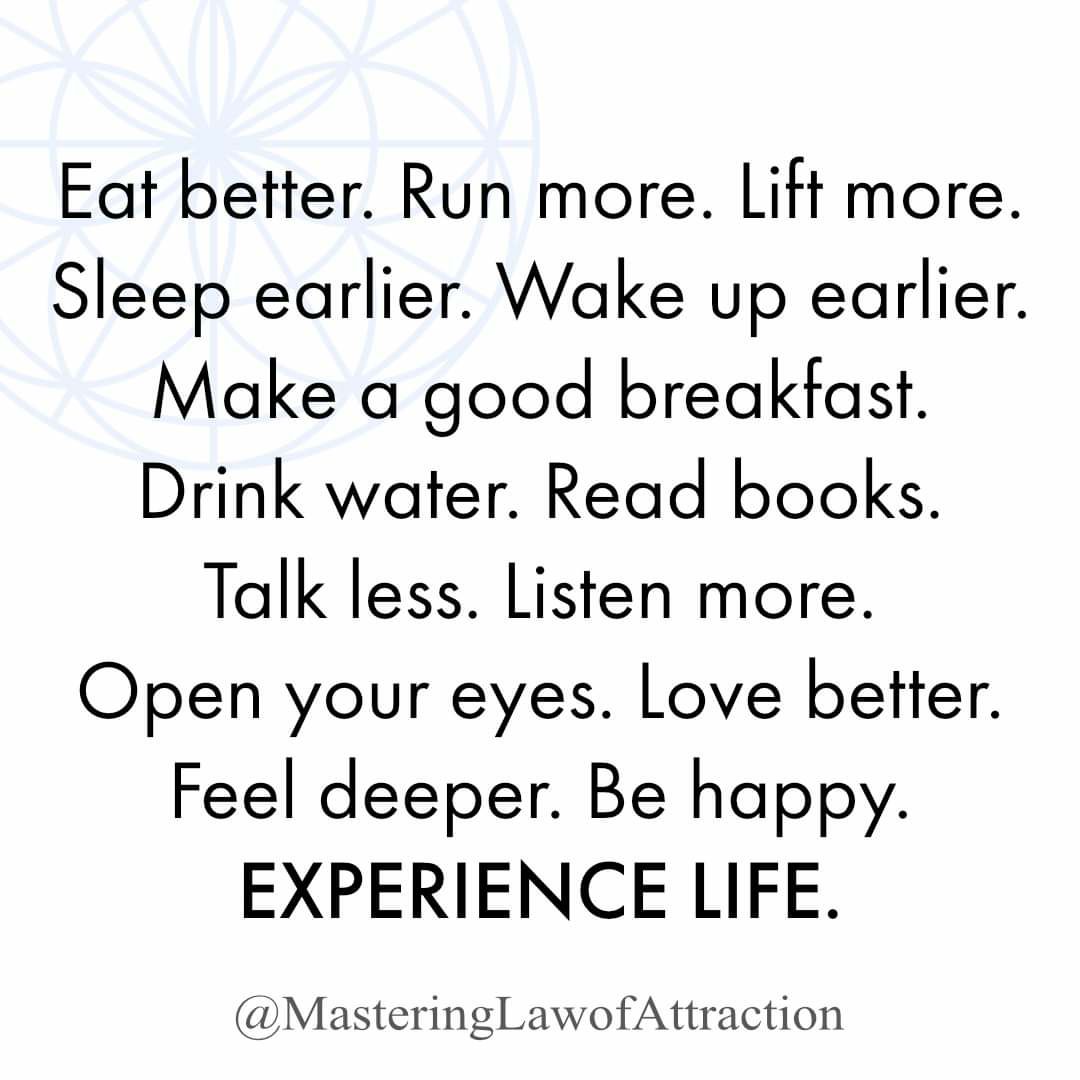 Eat better. Run more. Lift more.
Sleep earlier. Wake up earlier.
Make a good breakfast.
Drink water. Read books.
Talk less. Listen more.
Open your eyes. Love better.
Feel deeper. Be happy.
EXPERIENCE LIFE.
@MasteringLawofAttraction